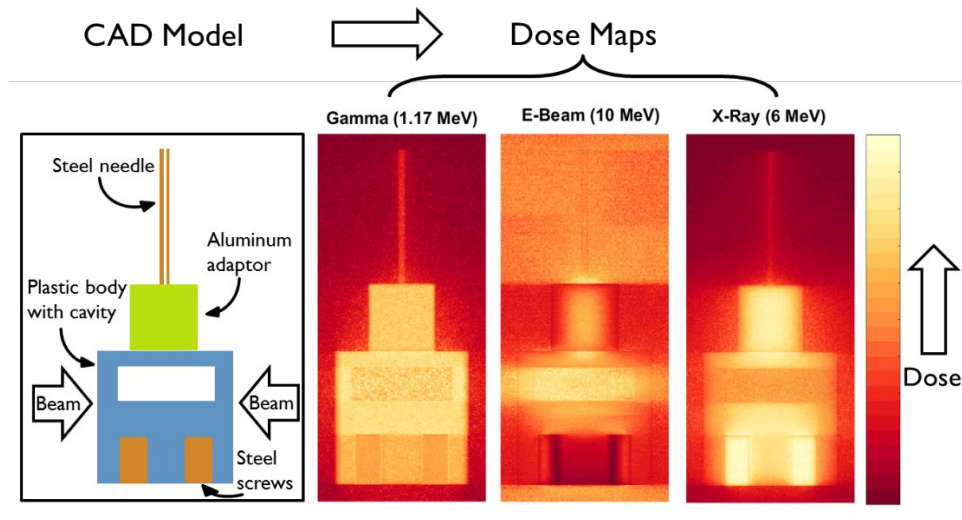 CAD Model
Dose Maps
Gamma (1.17 MeV)
E-Beam (10 MeV)
X-Ray (6 MeV)
Steel needle
Aluminum
adaptor
Plastic body
with cavity
Beam
Beam
Steel
screws
Dose